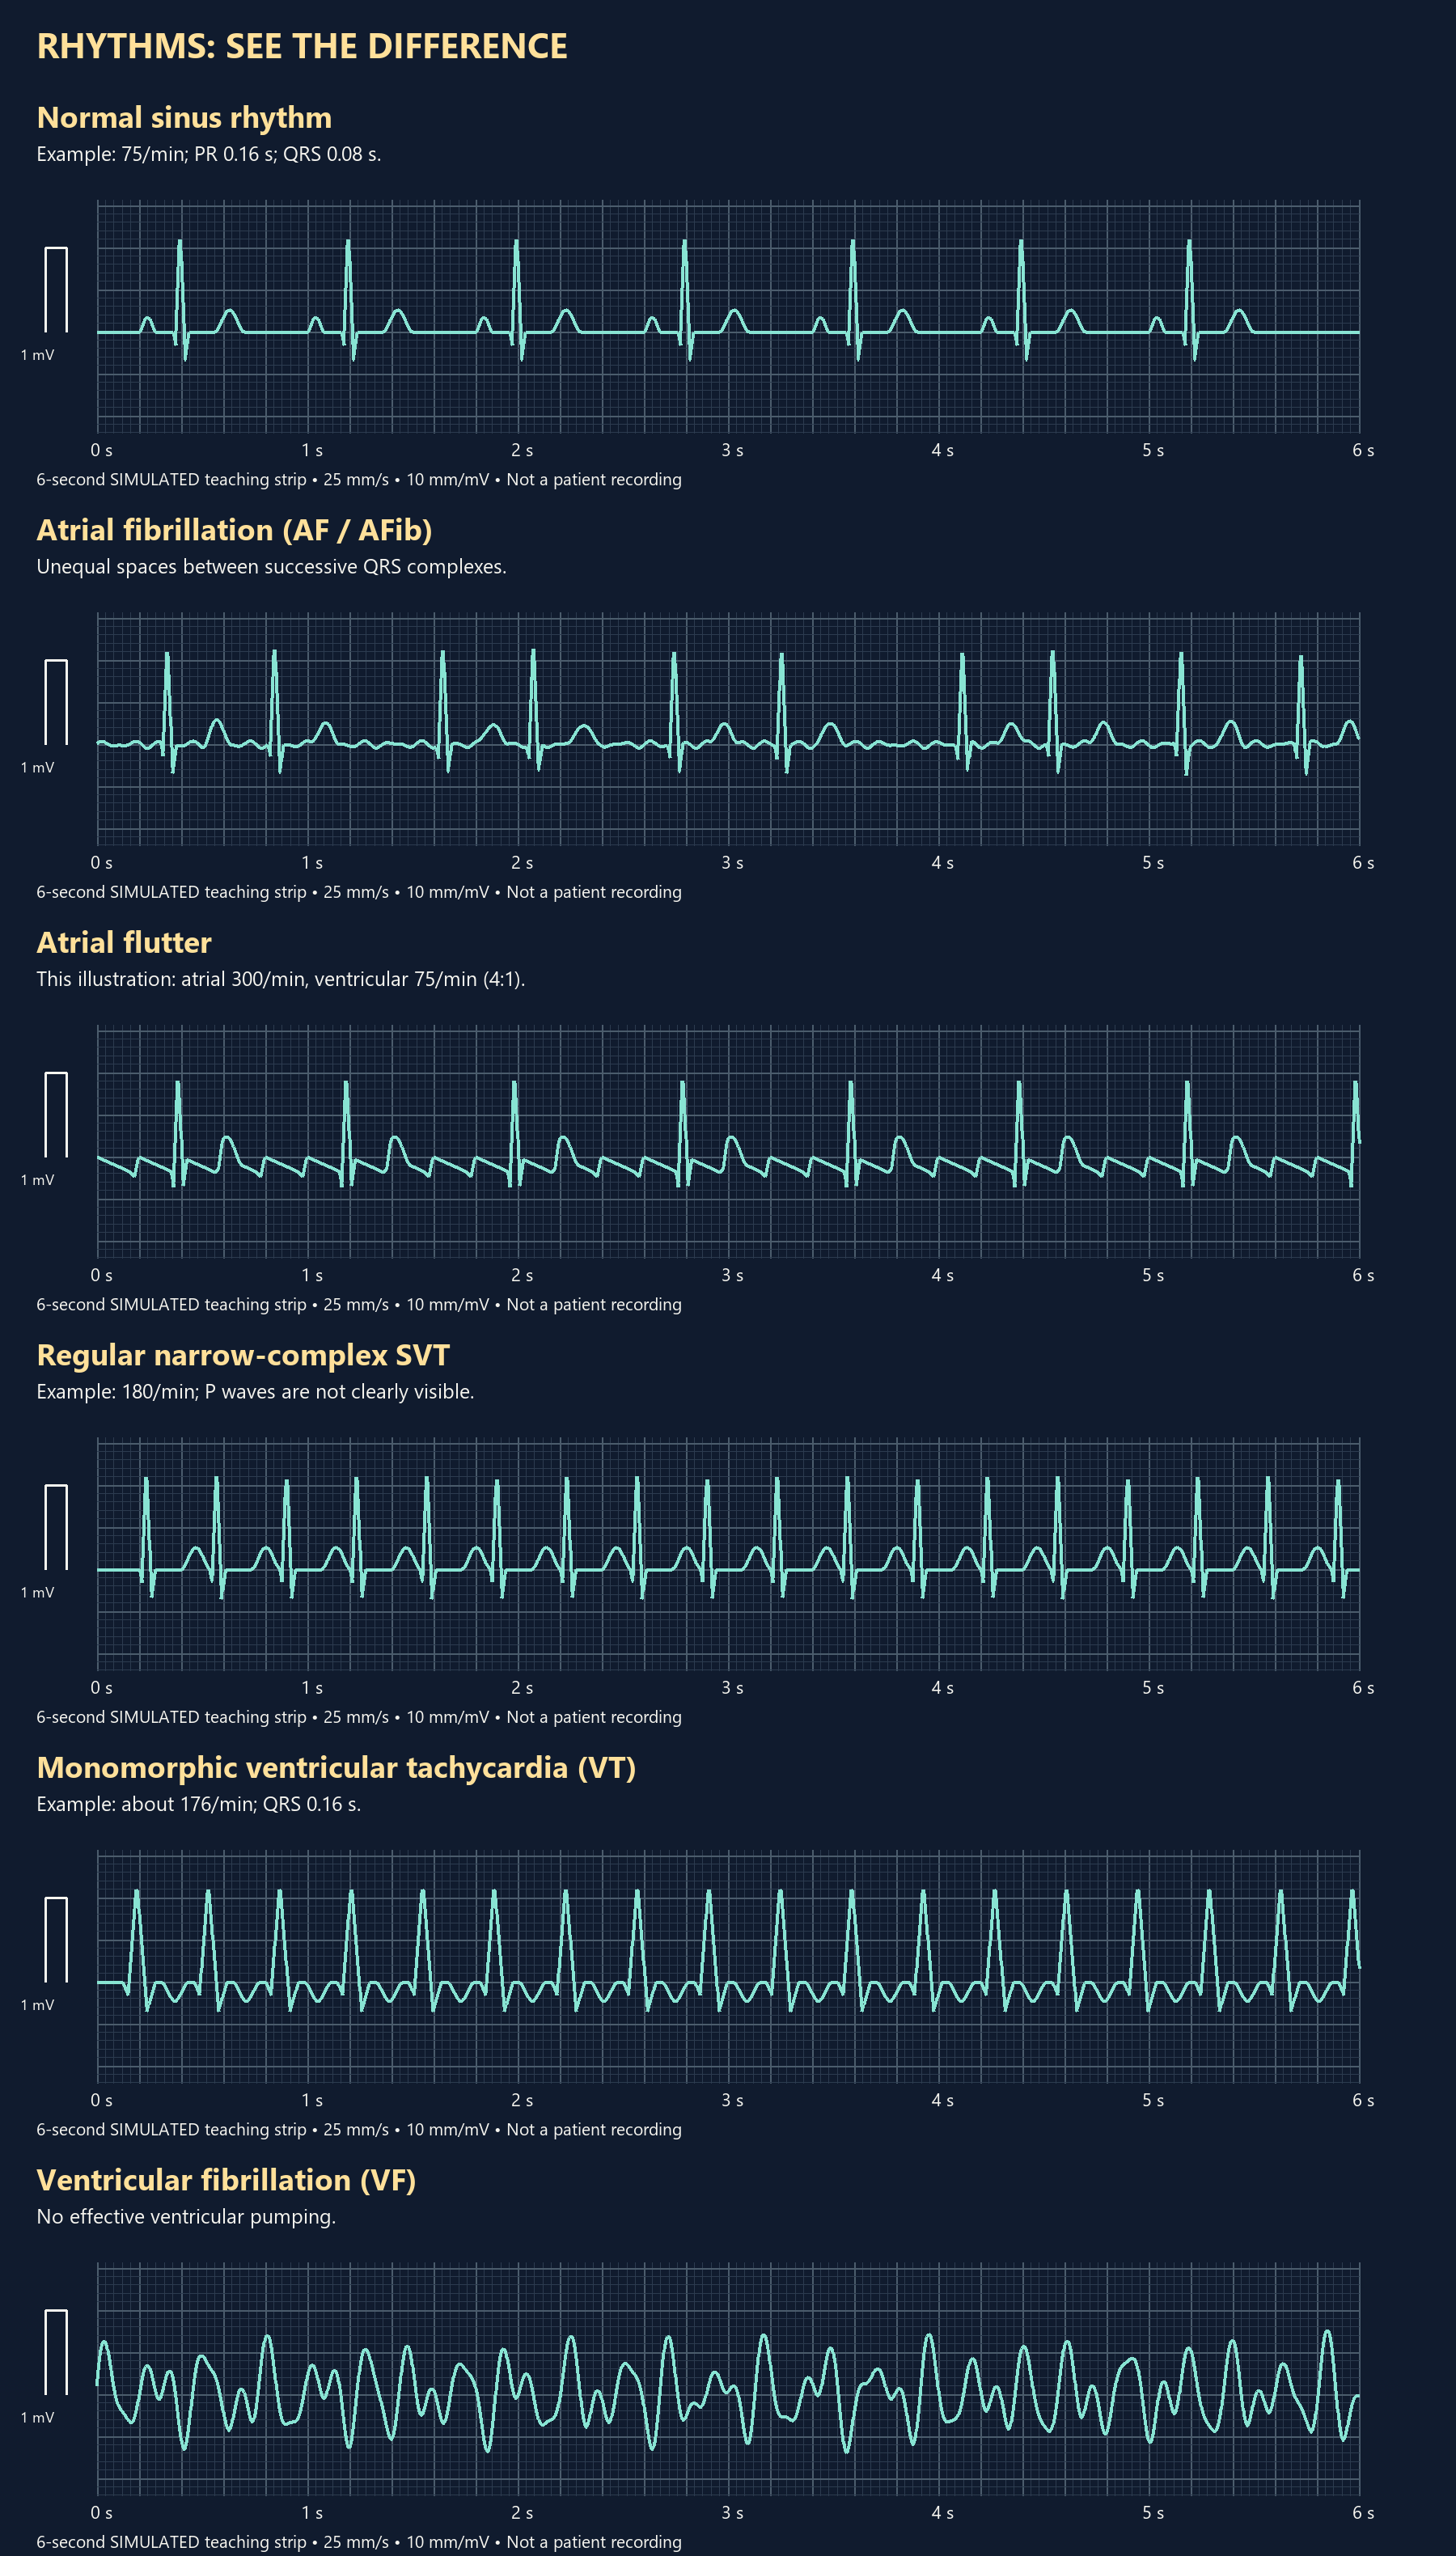 RHYTHMS: SEE THE DIFFERENCE
Normal sinus rhythm
Example: 75/min; PR 0.16 s; QRS 0.08 s.
1 mV
0 s 1 s 2 s 3 s 4 s 5 s 6 s
6-second SIMULATED teaching strip • 25 mm/s • 10 mm/mV • Not a patient recording
Atrial fibrillation (AF / AFib)
Unequal spaces between successive QRS complexes.
1 mV
0 s 1 s 2 s 3 s 4 s 5 s 6 s
6-second SIMULATED teaching strip • 25 mm/s • 10 mm/mV • Not a patient recording
Atrial flutter
This illustration: atrial 300/min, ventricular 75/min (4:1).
1 mV
0 s 1 s 2 s 3 s 4 s 5 s 6 s
6-second SIMULATED teaching strip • 25 mm/s • 10 mm/mV • Not a patient recording
Regular narrow-complex SVT
Example: 180/min; P waves are not clearly visible.
1 mV
0 s 1 s 2 s 3 s 4 s 5 s 6 s
6-second SIMULATED teaching strip • 25 mm/s • 10 mm/mV • Not a patient recording
Monomorphic ventricular tachycardia (VT)
Example: about 176/min; QRS 0.16 s.
1 mV
0 s 1 s 2 s 3 s 4 s 5 s 6 s
6-second SIMULATED teaching strip • 25 mm/s • 10 mm/mV • Not a patient recording
Ventricular fibrillation (VF)
No effective ventricular pumping.
1 mV
0 s 1 s 2 s 3 s 4 s 5 s 6 s
6-second SIMULATED teaching strip • 25 mm/s • 10 mm/mV • Not a patient recording